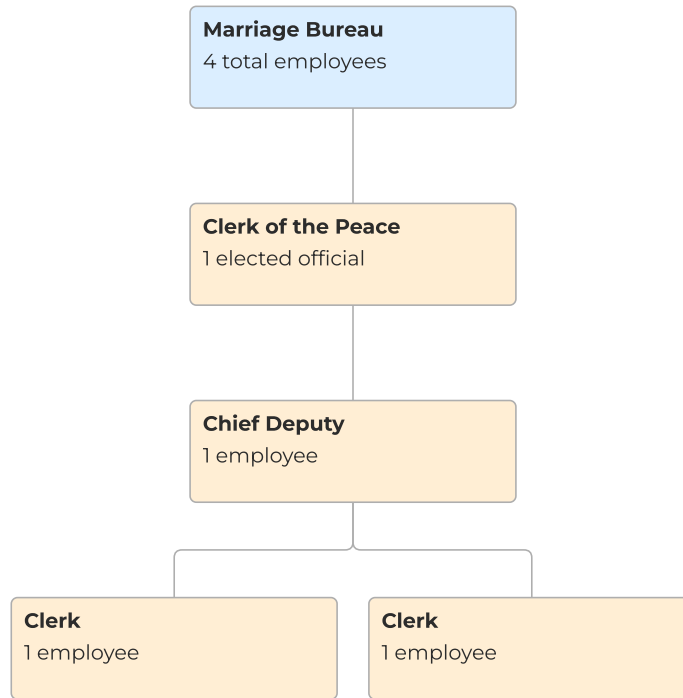 Marriage Bureau
4 total employees
Clerk of the Peace
1 elected official
Chief Deputy
1 employee
Clerk
1 employee
Clerk
1 employee